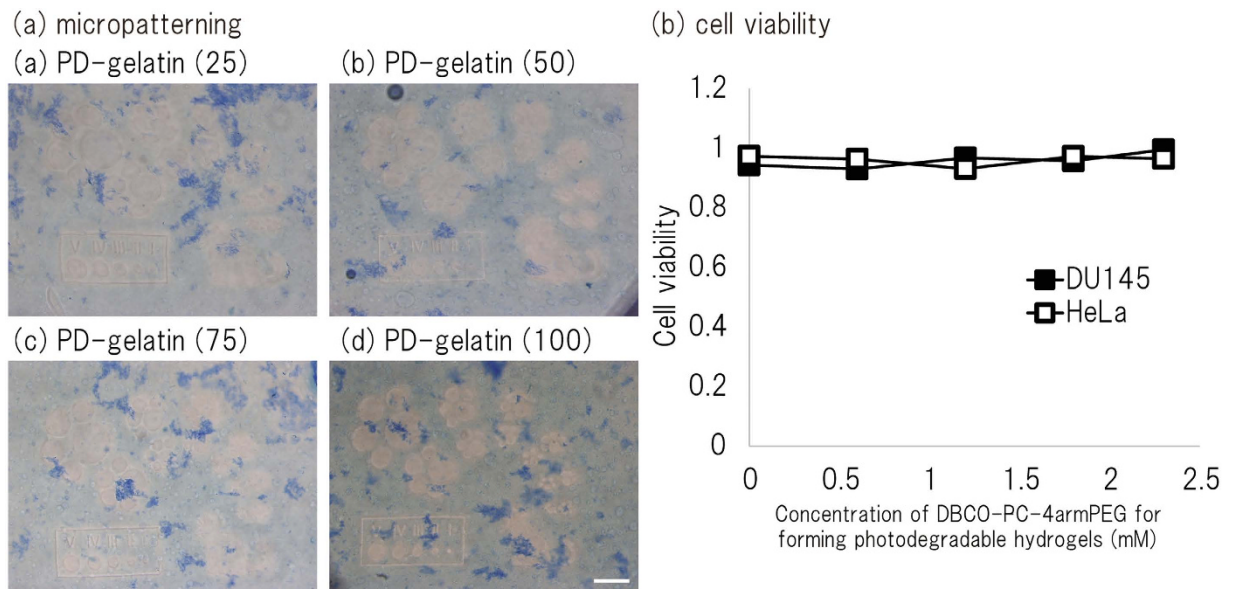 (a) micropatterning
(a) PD-gelatin (25)
(b) PD-gelatin (50)
(c) PD-gelatin (75)
(d) PD-gelatin (100)
(b) cell viability
Cell viability
1.2
1
0.8
0.6
0.4
0.2
0
DU145
HeLa
0 0.5 1 1.5 2 2.5
Concentration of DBCO-PC-4armPEG for
forming photodegradable hydrogels (mM)